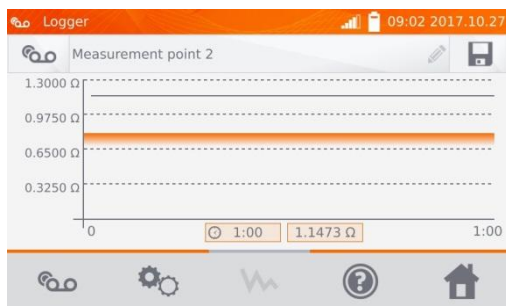 Logger
09:02 2017.10.27
Measurement point 2
1.3000 Ω
0.9750 Ω
0.6500 Ω
0.3250 Ω
0
1:00
1.1473 Ω
1:00
?